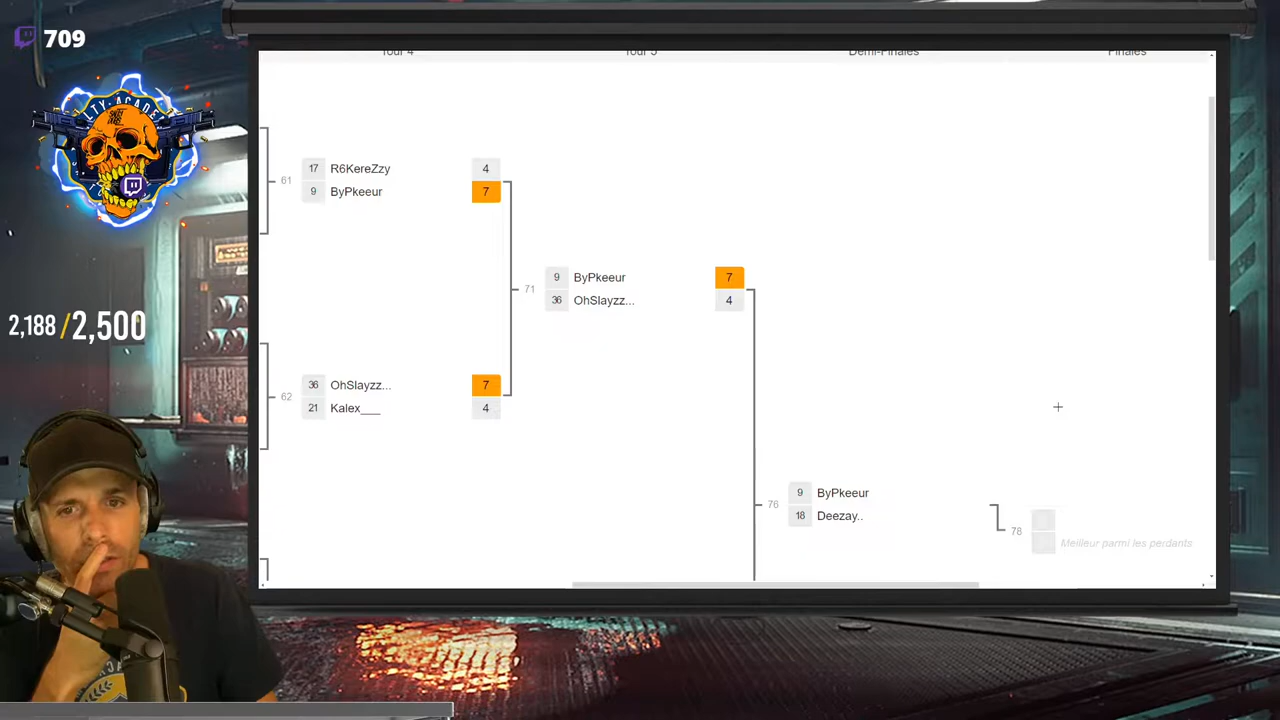 709
2,188 / 2,500
Tour 4
Tour 5
Demi-Finales
Finales
61
17 R6KereZzy 4
9 ByPkeeur 7
71
9 ByPkeeur 7
36 OhSlayzz... 4
62
36 OhSlayzz... 7
21 Kalex___ 4
76
9 ByPkeeur
18 Deezay..
78
Meilleur parmi les perdants